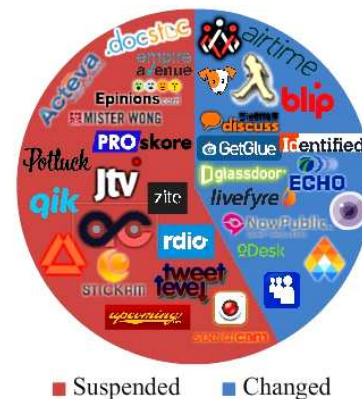 .docstoc
airtime
Acteva
empire
avenue
Epinions.com
blip
MISTER WONG
discuss
PROskore
GetGlue
Identified
Potluck
glassdoor
ECHO
Jtv
qik
zite
livefyre
NowPublic
oDesk
rdio
STICKAM
tweet
level
upcoming
socialcam
Suspended
Changed